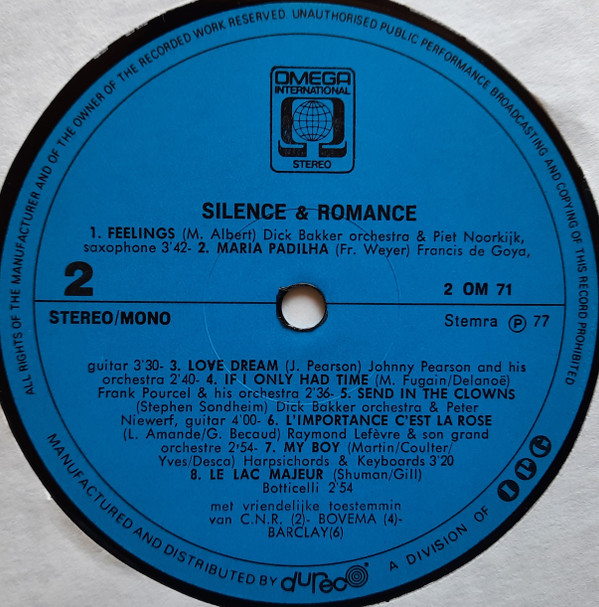 ALL RIGHTS OF THE MANUFACTURER AND OF THE OWNER OF THE RECORDED WORK RESERVED. UNAUTHORISED PUBLIC PERFORMANCE BROADCASTING AND COPYING OF THIS RECORD PROHIBITED
OMEGA
INTERNATIONAL
STEREO
SILENCE & ROMANCE
1. FEELINGS (M. Albert) Dick Bakker orchestra & Piet Noorkijk,
saxophone 3'42- 2. MARIA PADILHA (Fr. Weyer) Francis de Goya,
2
2 OM 71
STEREO/MONO
Stemra Ⓟ 77
guitar 3'30- 3. LOVE DREAM (J. Pearson) Johnny Pearson and his
orchestra 2'40- 4. IF I ONLY HAD TIME (M. Fugain/Delanoë)
Frank Pourcel & his orchestra 2'36- 5. SEND IN THE CLOWNS
(Stephen Sondheim) Dick Bakker orchestra & Peter
Niewerf, guitar 4'00- 6. L'IMPORTANCE C'EST LA ROSE
(L. Amande/G. Becaud) Raymond Lefèvre & son grand
orchestre 2'54- 7. MY BOY (Martin/Coulter/
Yves/Desca) Harpsichords & Keyboards 3'20
8. LE LAC MAJEUR (Shuman/Gill)
Botticelli 2'54
met vriendelijke toestemmin
van C.N.R. (2)- BOVEMA (4)-
BARCLAY(6)
MANUFACTURED AND DISTRIBUTED BY dureco A DIVISION OF